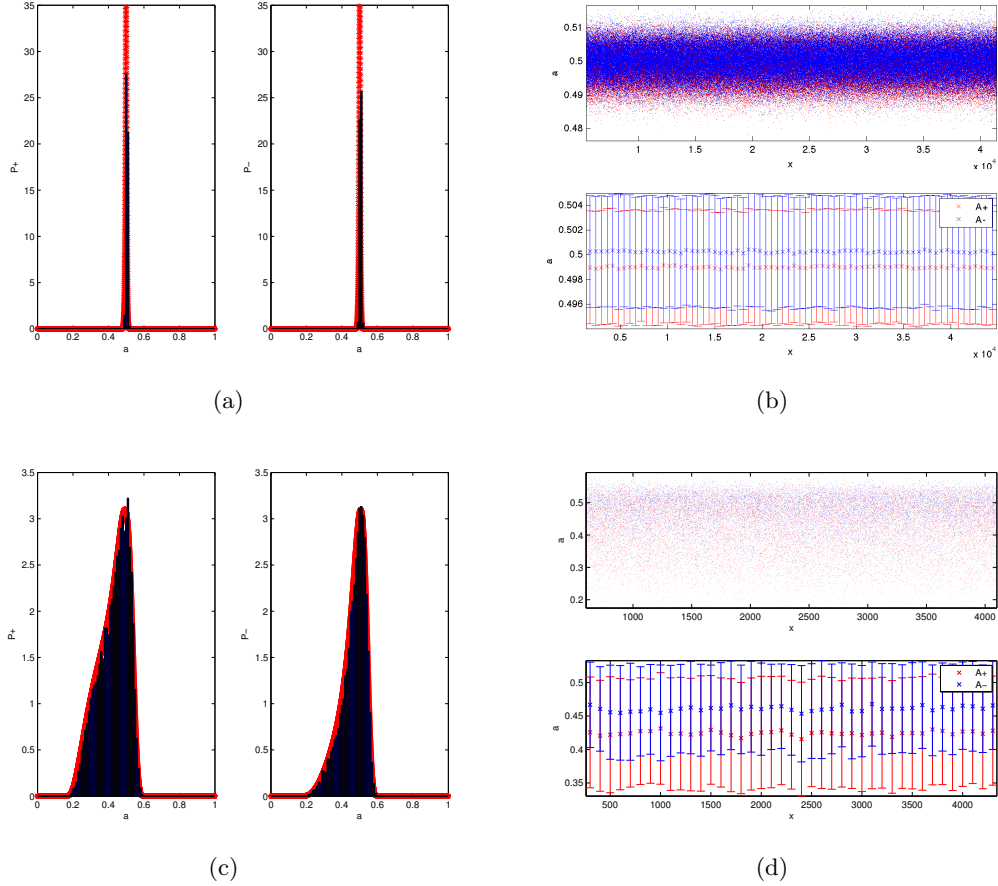 35
30
25
20
15
10
5
0
P+
0 0.2 0.4 0.6 0.8 1
a
35
30
25
20
15
10
5
0
P−
0 0.2 0.4 0.6 0.8 1
a
(a)
0.51
0.5
0.49
0.48
a
0.5 1 1.5 2 2.5 3 3.5 4
x
x 10^4
0.504
0.502
0.5
0.498
0.496
a
A+
A-
0.5 1 1.5 2 2.5 3 3.5 4
x
x 10^4
(b)
3.5
3
2.5
2
1.5
1
0.5
0
P+
0 0.2 0.4 0.6 0.8 1
a
3.5
3
2.5
2
1.5
1
0.5
0
P−
0 0.2 0.4 0.6 0.8 1
a
(c)
0.5
0.4
0.3
0.2
a
1000 1500 2000 2500 3000 3500 4000
x
0.5
0.45
0.4
0.35
a
A+
A−
500 1000 1500 2000 2500 3000 3500 4000
x
(d)